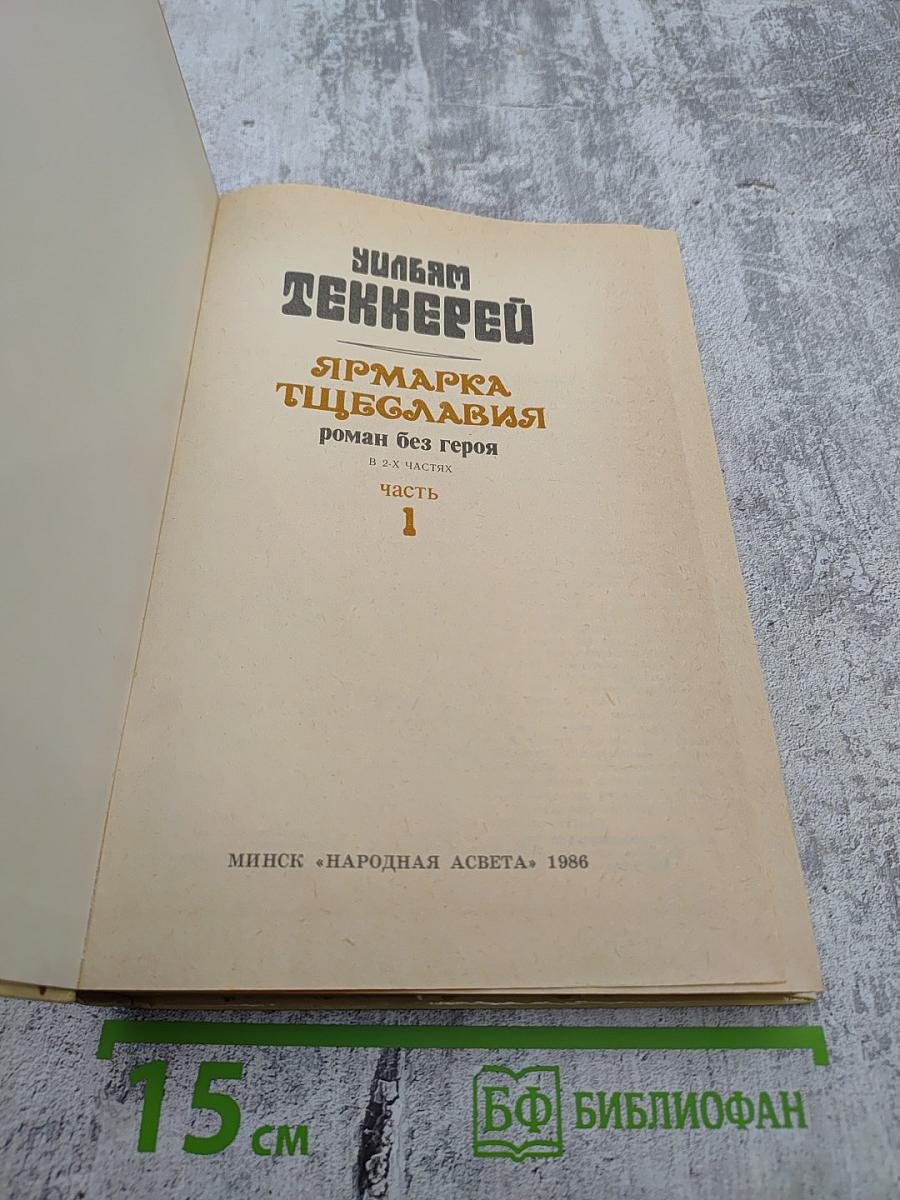 УИЛЬЯМ
ТЕККЕРЕЙ
ЯРМАРКА
ТЩЕСЛАВИЯ
роман без героя
В 2-Х ЧАСТЯХ
часть
1
МИНСК «НАРОДНАЯ АСВЕТА» 1986
15 см
БФ БИБЛИОФАН